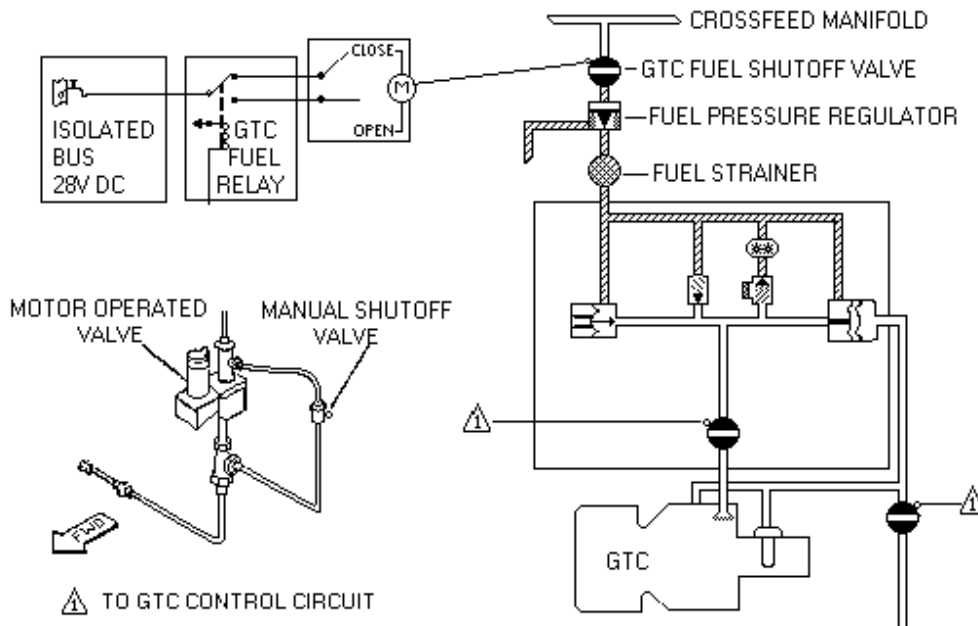 CROSSFEED MANIFOLD
CLOSE
GTC FUEL SHUTOFF VALVE
M
ISOLATED
BUS
28V DC
GTC
FUEL
RELAY
OPEN
FUEL PRESSURE REGULATOR
FUEL STRAINER
MOTOR OPERATED
VALVE
MANUAL SHUTOFF
VALVE
1
1
FWD
GTC
1 TO GTC CONTROL CIRCUIT